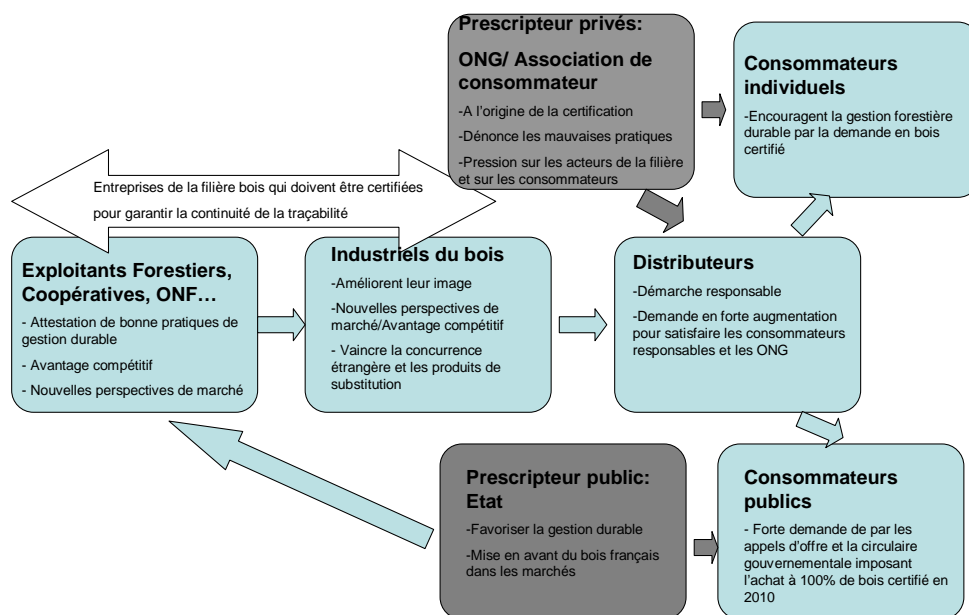 Prescripteur privés:
ONG/ Association de
consommateur
-A l'origine de la certification
-Dénonce les mauvaises pratiques
-Pression sur les acteurs de la filière
et sur les consommateurs
Consommateurs
individuels
-Encouragent la gestion forestière
durable par la demande en bois
certifié
Entreprises de la filière bois qui doivent être certifiées
pour garantir la continuité de la traçabilité
Exploitants Forestiers,
Coopératives, ONF...
- Attestation de bonne pratiques de
gestion durable
- Avantage compétitif
- Nouvelles perspectives de marché
Industriels du bois
-Améliorent leur image
-Nouvelles perspectives de
marché/Avantage compétitif
- Vaincre la concurrence
étrangère et les produits de
substitution
Distributeurs
-Démarche responsable
-Demande en forte augmentation
pour satisfaire les consommateurs
responsables et les ONG
Prescripteur public:
Etat
-Favoriser la gestion durable
-Mise en avant du bois français
dans les marchés
Consommateurs
publics
- Forte demande de par les
appels d'offre et la circulaire
gouvernementale imposant
l'achat à 100% de bois certifié en
2010